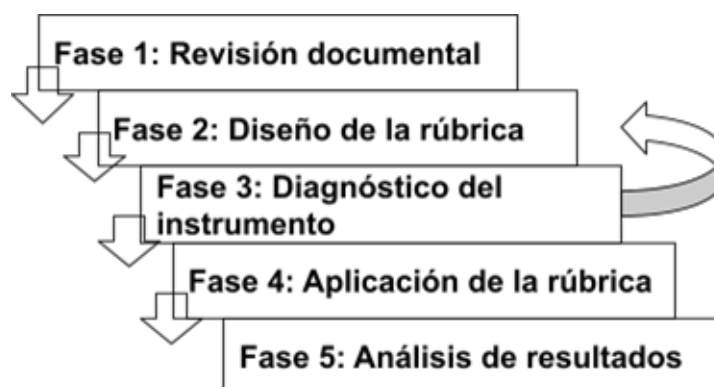 Fase 1: Revisión documental
Fase 2: Diseño de la rúbrica
Fase 3: Diagnóstico del
instrumento
Fase 4: Aplicación de la rúbrica
Fase 5: Análisis de resultados